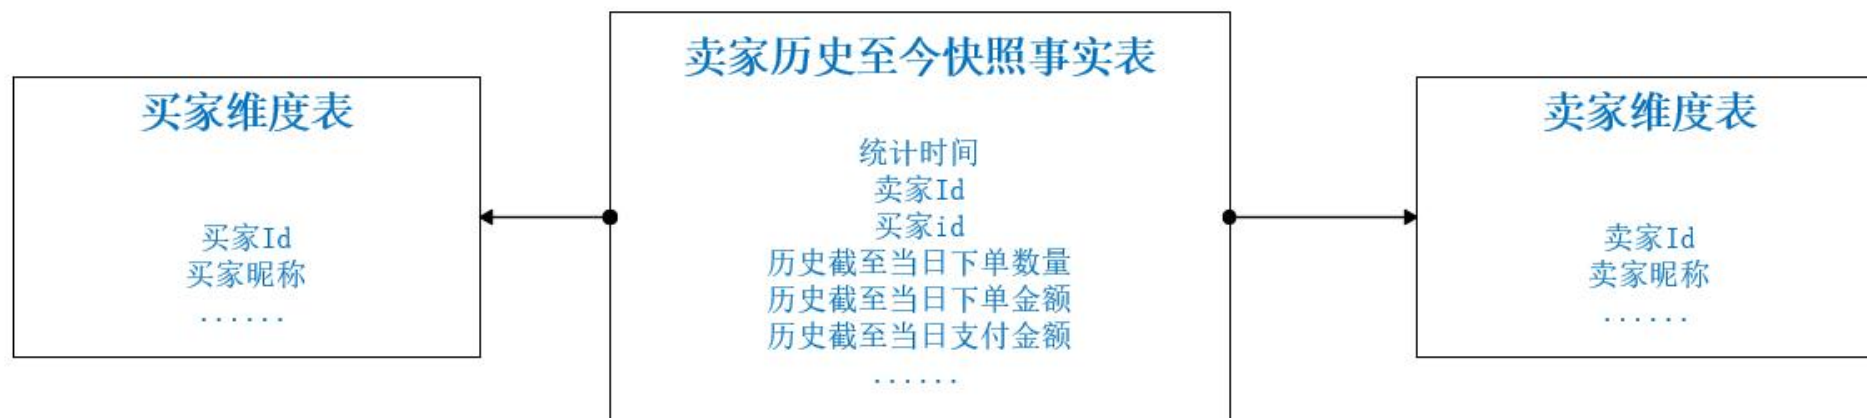 买家维度表
买家Id
买家昵称
......
卖家历史至今快照事实表
统计时间
卖家Id
买家id
历史截至当日下单数量
历史截至当日下单金额
历史截至当日支付金额
......
卖家维度表
卖家Id
卖家昵称
......